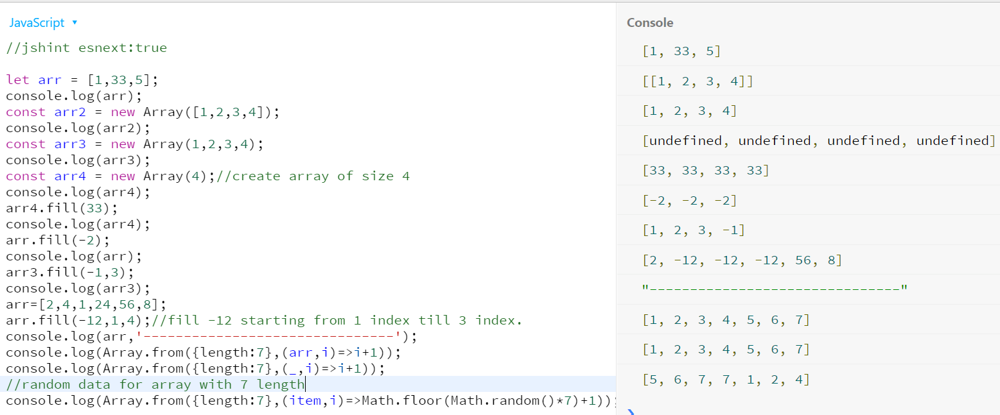 JavaScript ▼
//jshint esnext:true
let arr = [1,33,5];
console.log(arr);
const arr2 = new Array([1,2,3,4]);
console.log(arr2);
const arr3 = new Array(1,2,3,4);
console.log(arr3);
const arr4 = new Array(4);//create array of size 4
console.log(arr4);
arr4.fill(33);
console.log(arr4);
arr.fill(-2);
console.log(arr);
arr3.fill(-1,3);
console.log(arr3);
arr=[2,4,1,24,56,8];
arr.fill(-12,1,4);//fill -12 starting from 1 index till 3 index.
console.log(arr,'-------------------------------');
console.log(Array.from({length:7},(arr,i)=>i+1));
console.log(Array.from({length:7},(_,i)=>i+1));
//random data for array with 7 length
console.log(Array.from({length:7},(item,i)=>Math.floor(Math.random()*7)+1));
Console
[1, 33, 5]
[[1, 2, 3, 4]]
[1, 2, 3, 4]
[undefined, undefined, undefined, undefined]
[33, 33, 33, 33]
[-2, -2, -2]
[1, 2, 3, -1]
[2, -12, -12, -12, 56, 8]
"-------------------------------"
[1, 2, 3, 4, 5, 6, 7]
[1, 2, 3, 4, 5, 6, 7]
[5, 6, 7, 7, 1, 2, 4]